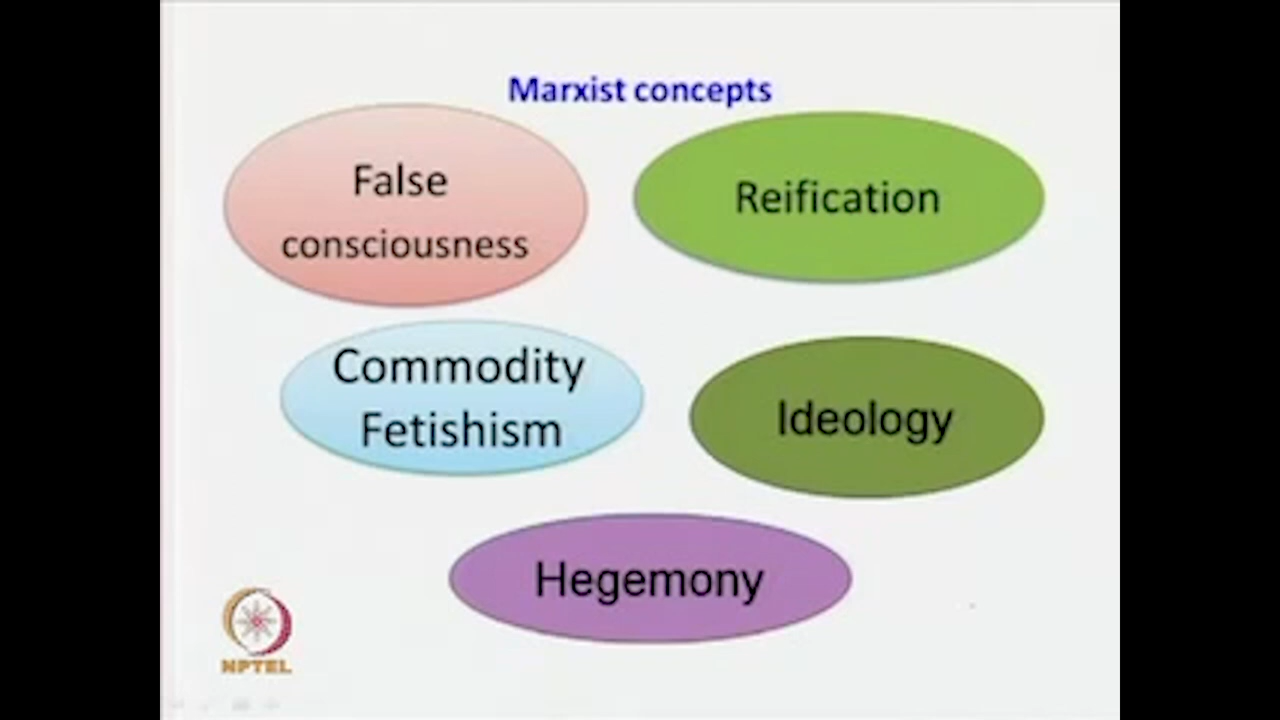 Marxist concepts
False
consciousness
Reification
Commodity
Fetishism
Ideology
Hegemony
NPTEL